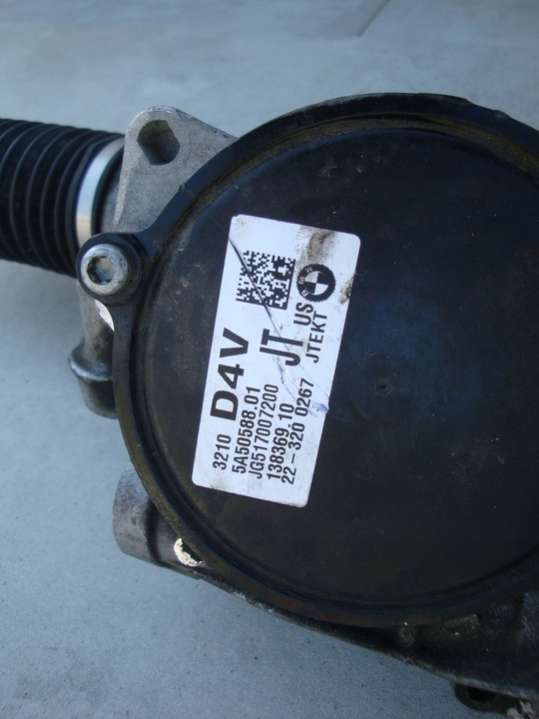 3210 D4V JT US
5A50588.01 JTEKT
JG517007200
138369.10
22-320 0267